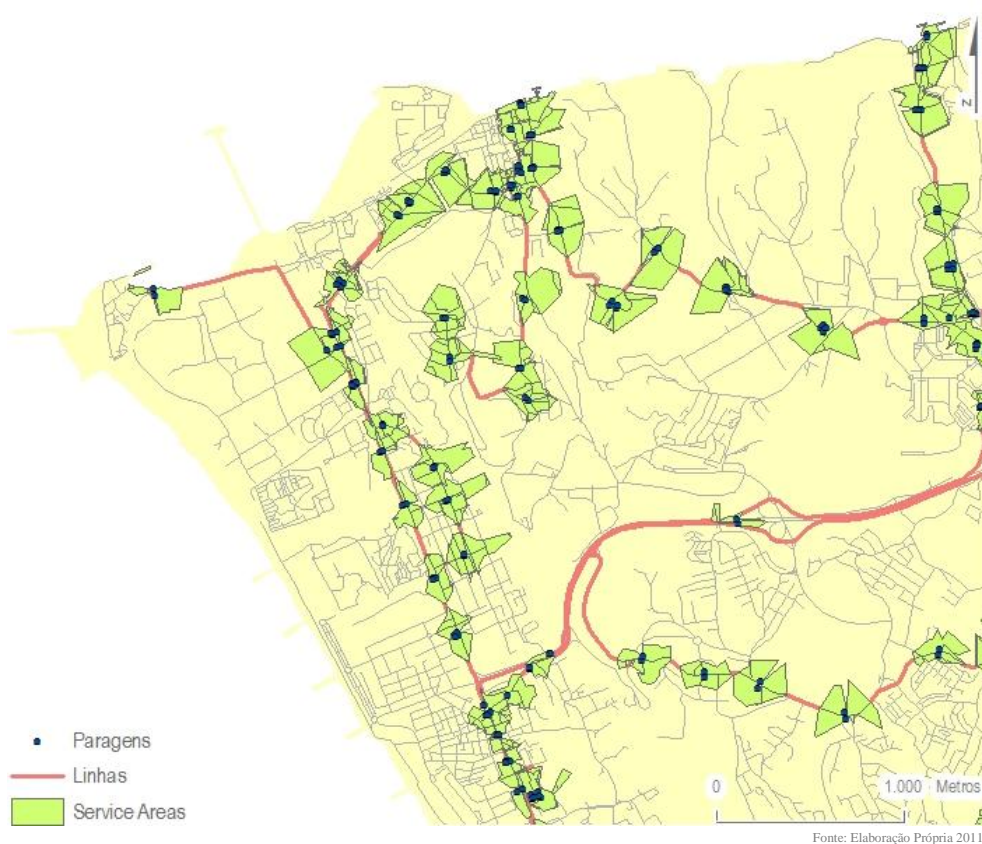 N
Paragens
Linhas
Service Areas
0 1.000 Metros
Fonte: Elaboração Própria 2011